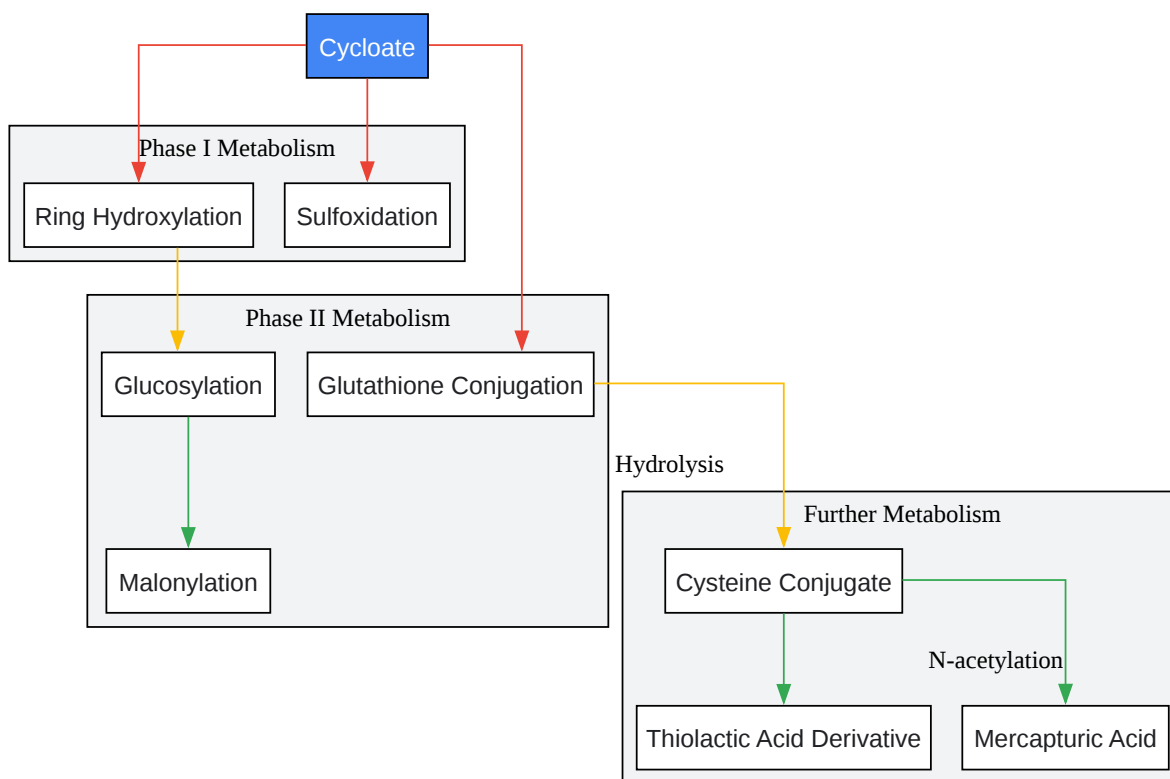 Cycloate
Phase I Metabolism
Ring Hydroxylation
Sulfoxidation
Phase II Metabolism
Glucosylation
Glutathione Conjugation
Hydrolysis
Malonylation
Further Metabolism
Cysteine Conjugate
N-acetylation
Thiolactic Acid Derivative
Mercapturic Acid